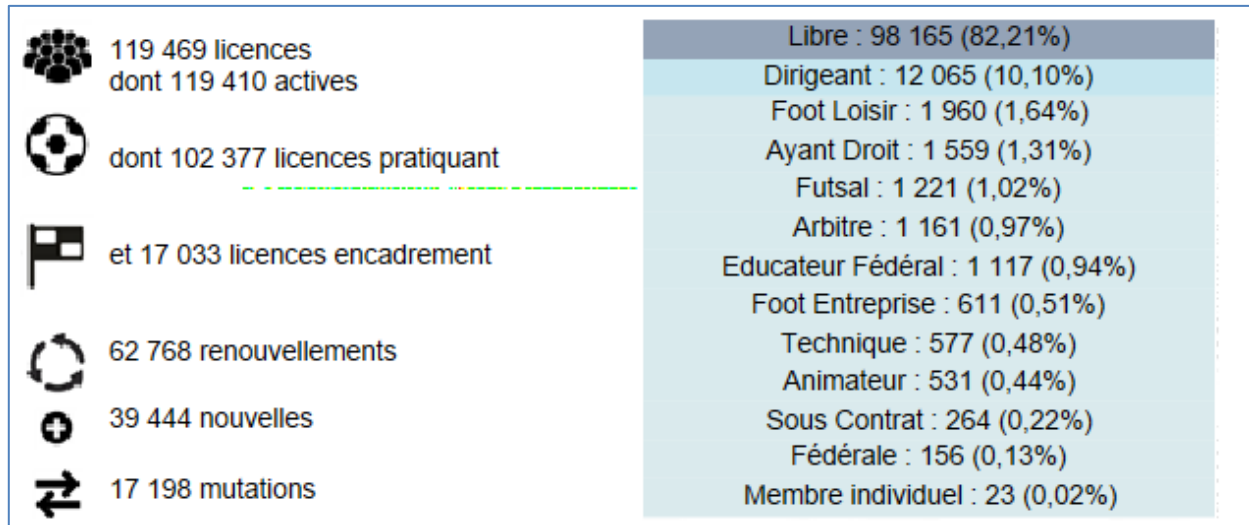 119 469 licences
dont 119 410 actives
dont 102 377 licences pratiquant
et 17 033 licences encadrement
62 768 renouvellements
39 444 nouvelles
17 198 mutations
Libre : 98 165 (82,21%)
Dirigeant : 12 065 (10,10%)
Foot Loisir : 1 960 (1,64%)
Ayant Droit : 1 559 (1,31%)
Futsal : 1 221 (1,02%)
Arbitre : 1 161 (0,97%)
Educateur Fédéral : 1 117 (0,94%)
Foot Entreprise : 611 (0,51%)
Technique : 577 (0,48%)
Animateur : 531 (0,44%)
Sous Contrat : 264 (0,22%)
Fédérale : 156 (0,13%)
Membre individuel : 23 (0,02%)